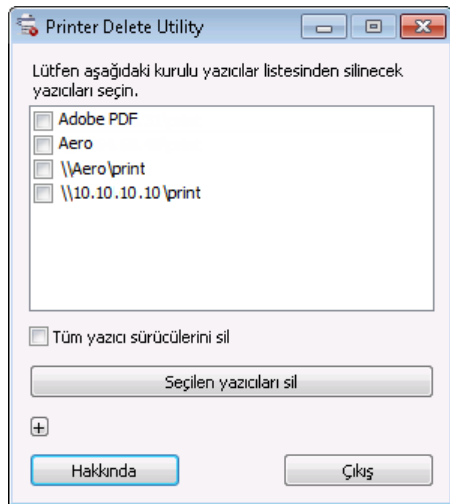 Printer Delete Utility
Lütfen aşağıdaki kurulu yazıcılar listesinden silinecek
yazıcıları seçin.
Adobe PDF
Aero
\\Aero\print
\\10.10.10.10\print
Tüm yazıcı sürücülerini sil
Seçilen yazıcıları sil
Hakkında
Çıkış